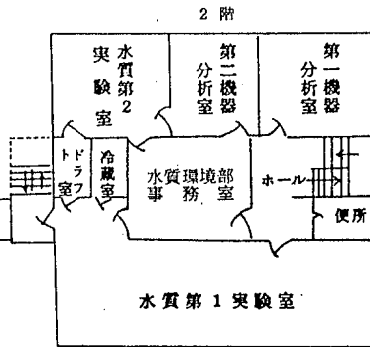 2 階
水質第2
実験室
第二機器
分析室
第一機器
分析室
ドラフ
ト室
冷蔵室
水質環境部
事務室
ホール
便所
水質第1実験室